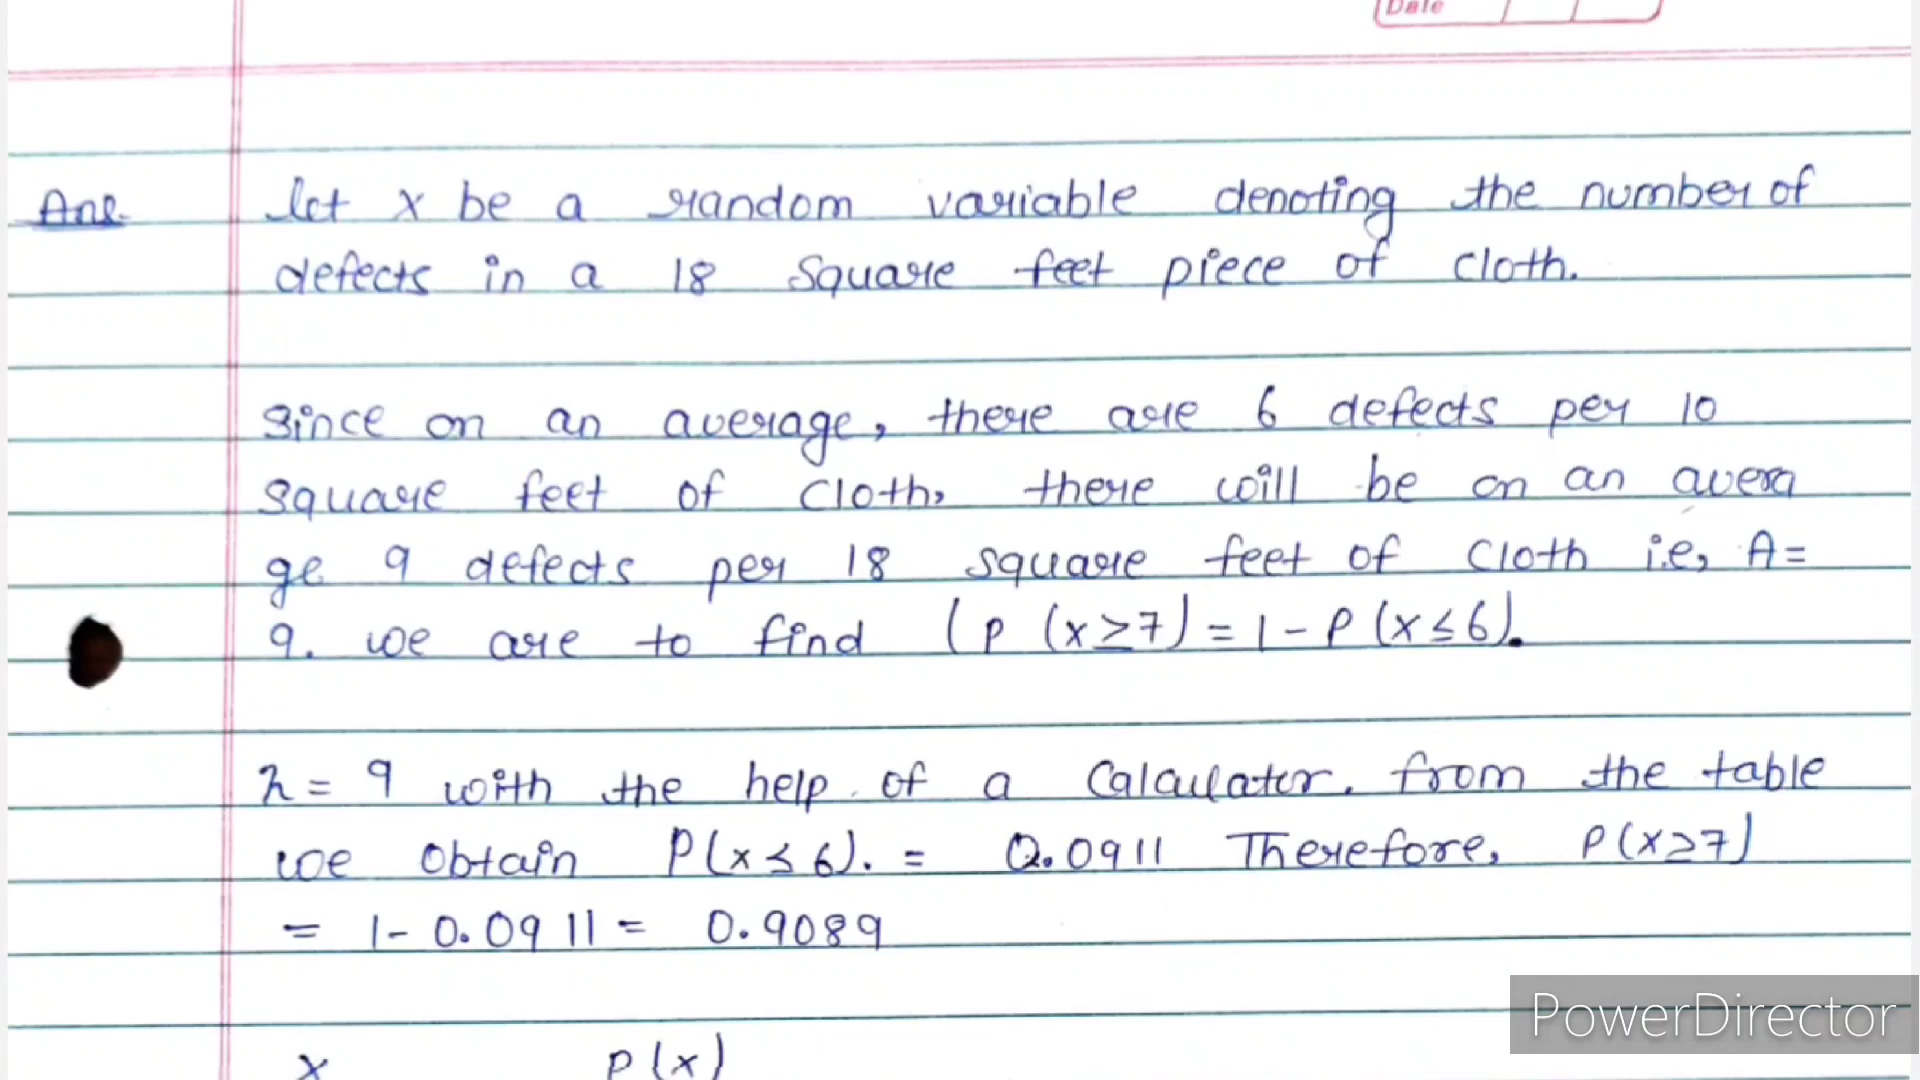 Date
Ans. let x be a random variable denoting the number of
defects in a 18 square feet piece of cloth.
Since on an average, there are 6 defects per 10
square feet of cloth, there will be on an avera
ge 9 defects per 18 square feet of cloth i.e, A=
9. we are to find (P (x≥7) = 1 - P (x≤6).
λ = 9 with the help of a calculator. from the table
we obtain P(x≤6). = 0.0911 Therefore, P(x≥7)
= 1- 0.0911 = 0.9089
x P(x)
PowerDirector